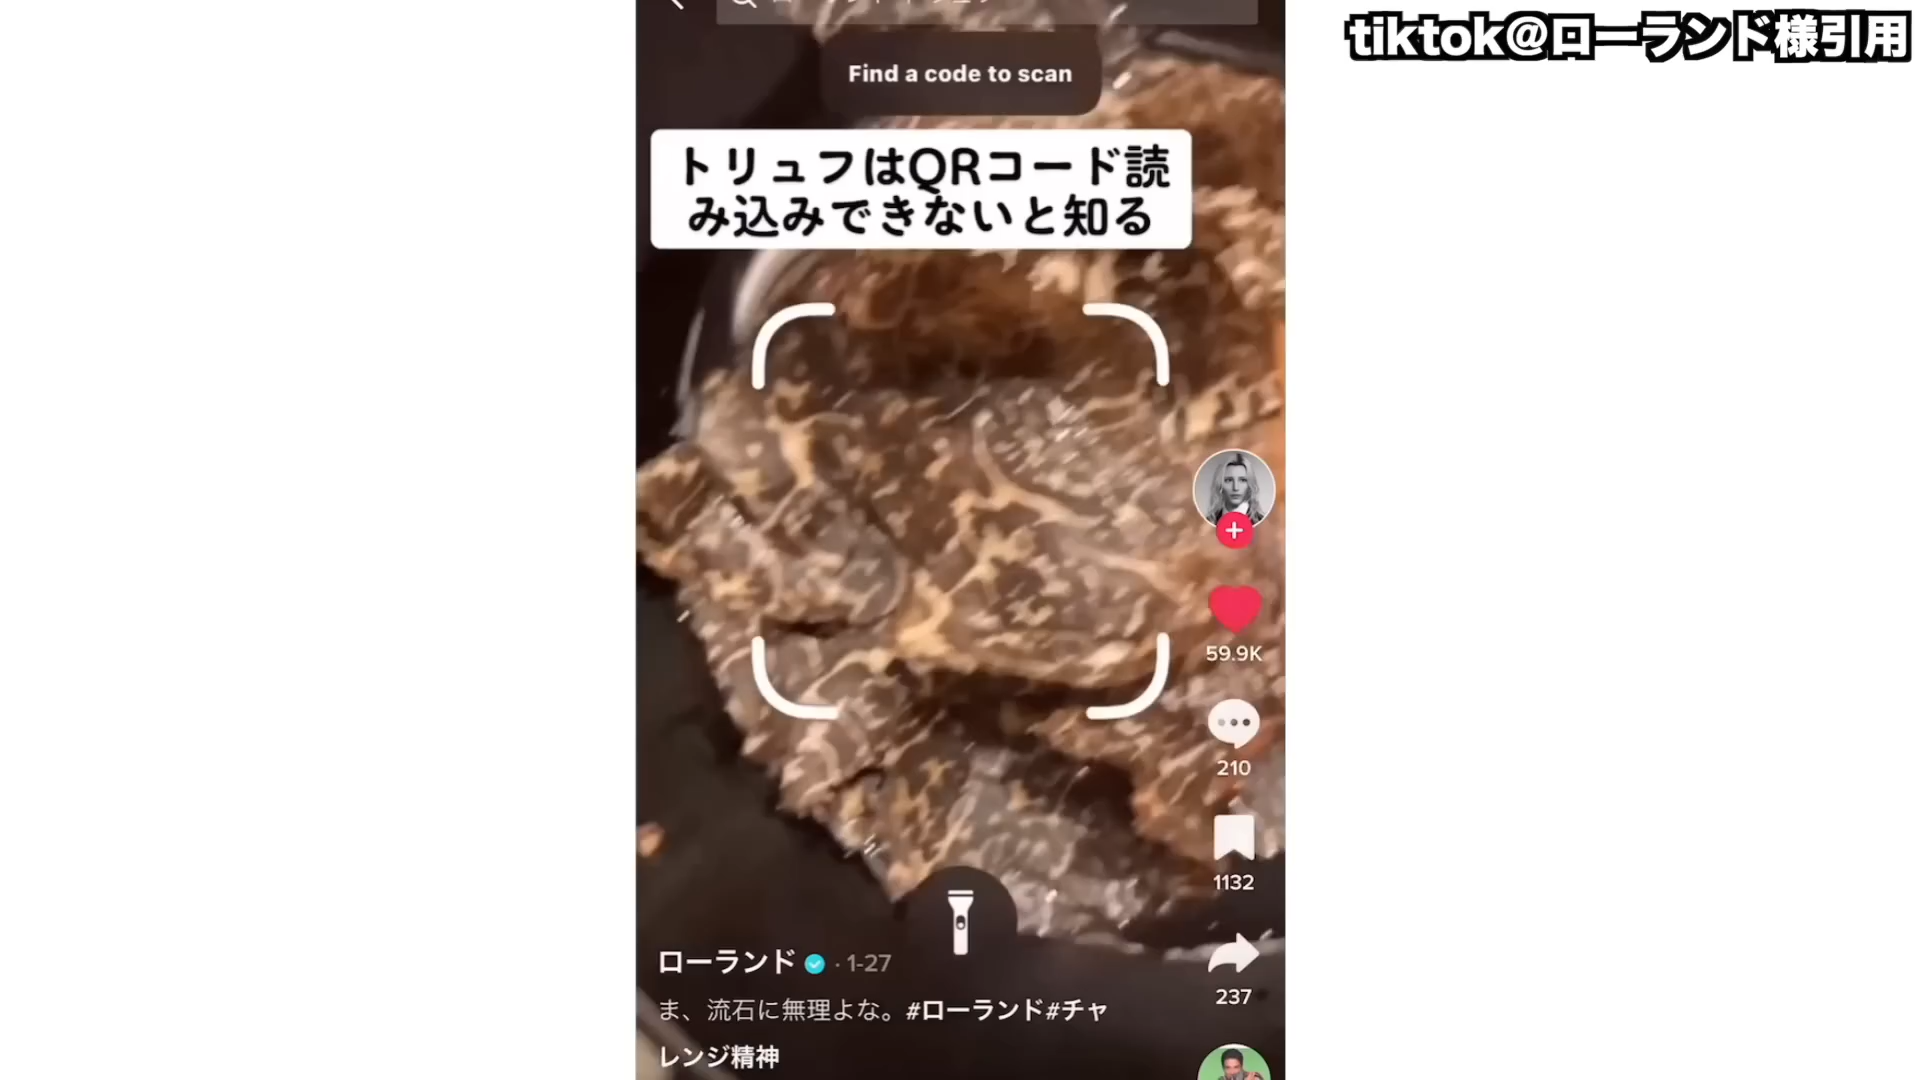 tiktok@ローランド様引用
Find a code to scan
トリュフはQRコード読
み込みできないと知る
59.9K
210
1132
237
ローランド · 1-27
ま、流石に無理よな。#ローランド#チャ
レンジ精神